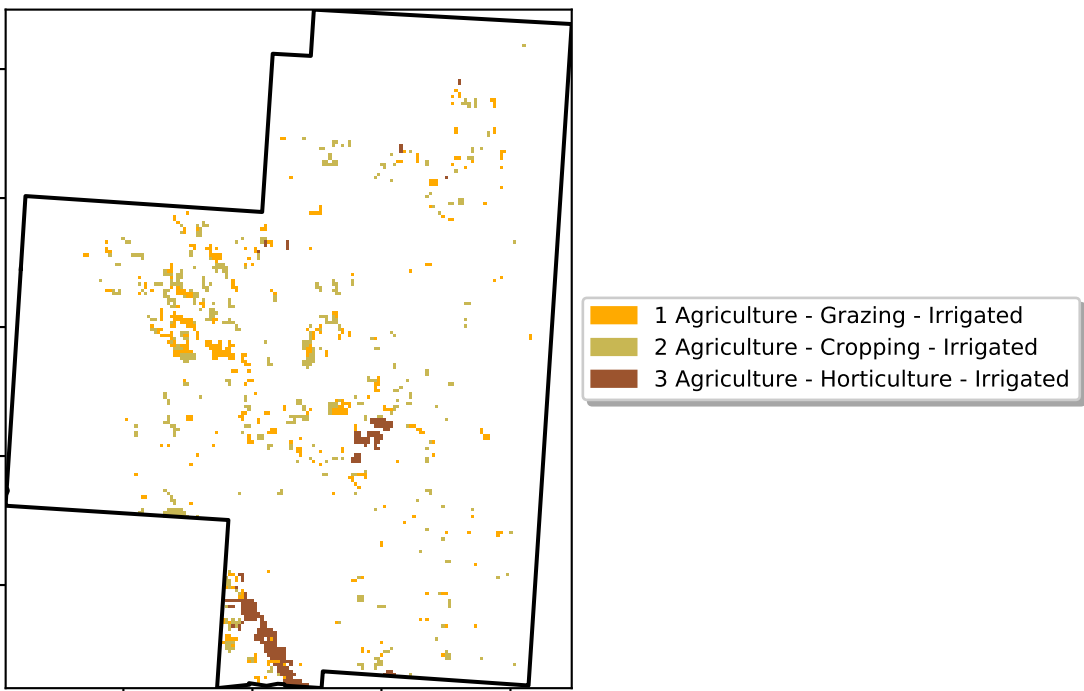 1 Agriculture - Grazing - Irrigated
2 Agriculture - Cropping - Irrigated
3 Agriculture - Horticulture - Irrigated